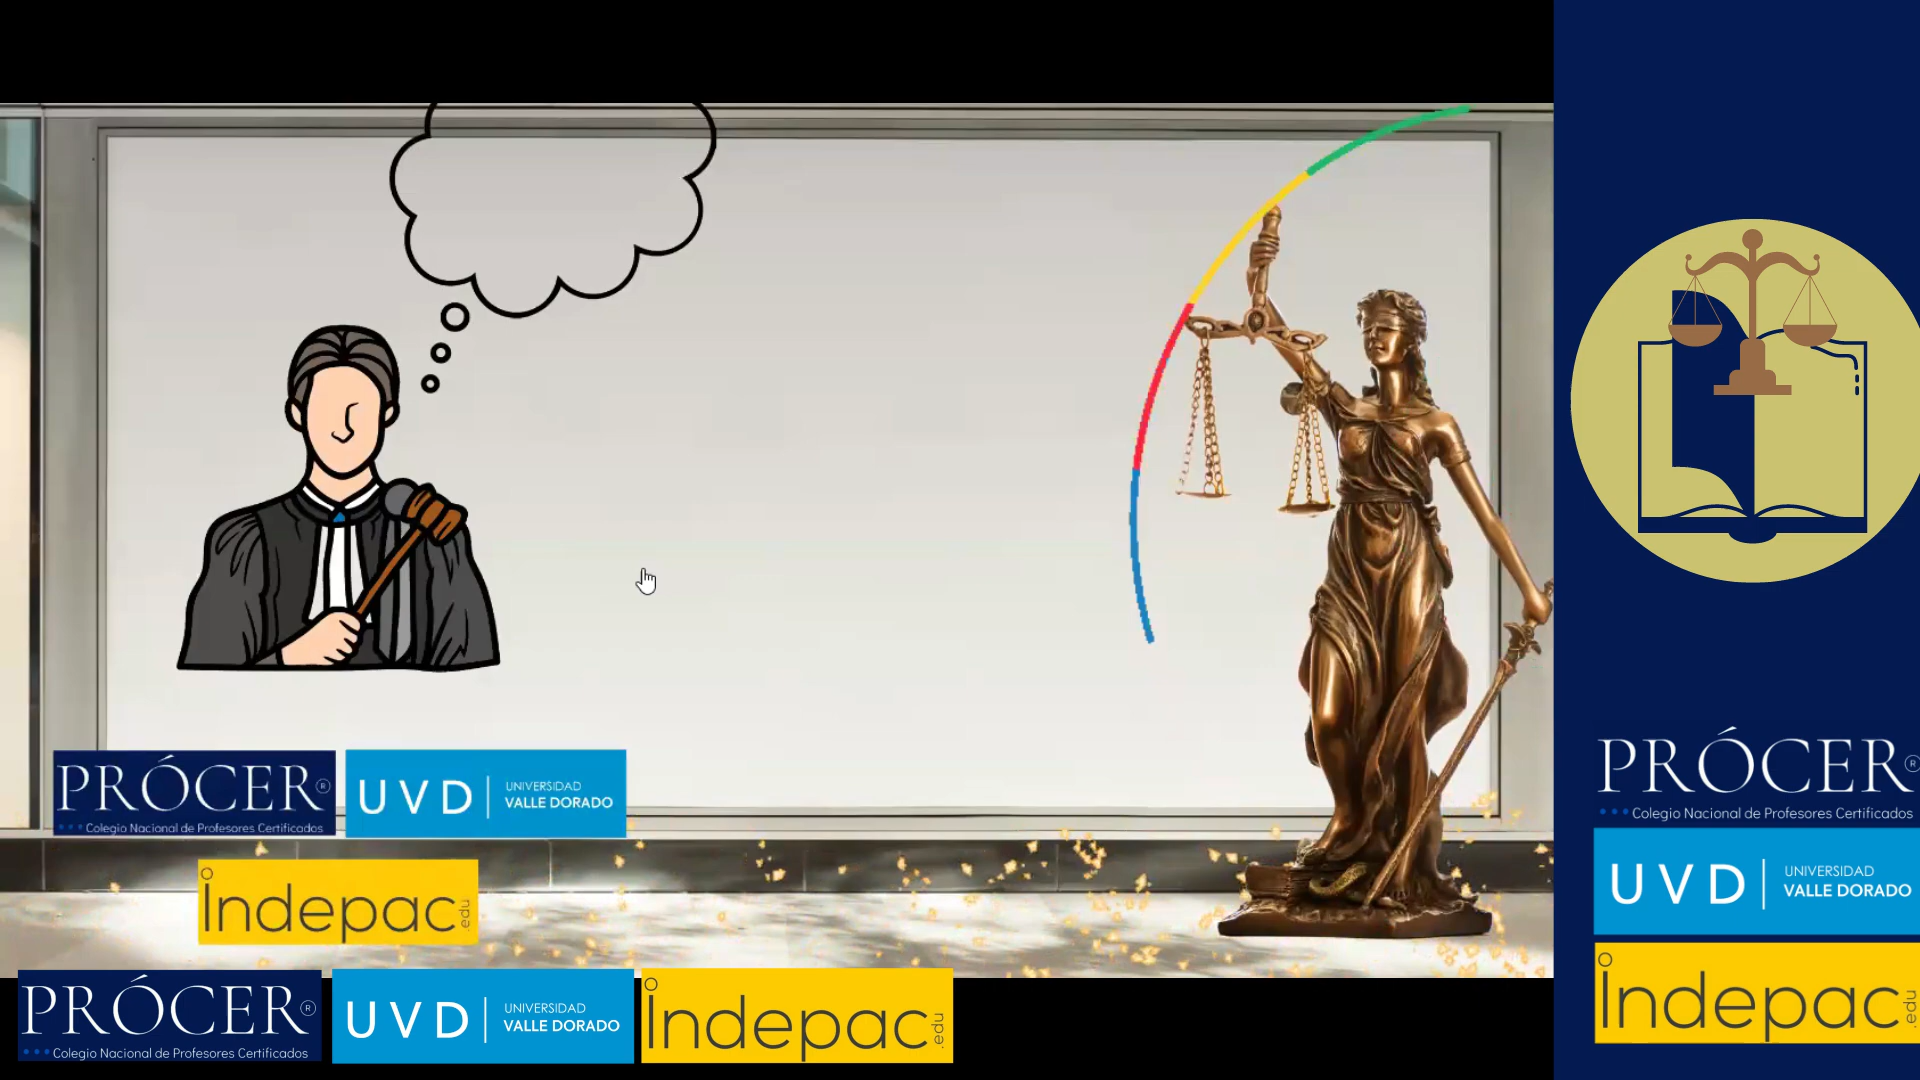 PRÓCER®
Colegio Nacional de Profesores Certificados
UVD
UNIVERSIDAD
VALLE DORADO
Indepac
.edu
PRÓCER®
Colegio Nacional de Profesores Certificados
UVD
UNIVERSIDAD
VALLE DORADO
Indepac
.edu
PRÓCER®
Colegio Nacional de Profesores Certificados
UVD
UNIVERSIDAD
VALLE DORADO
Indepac
.edu